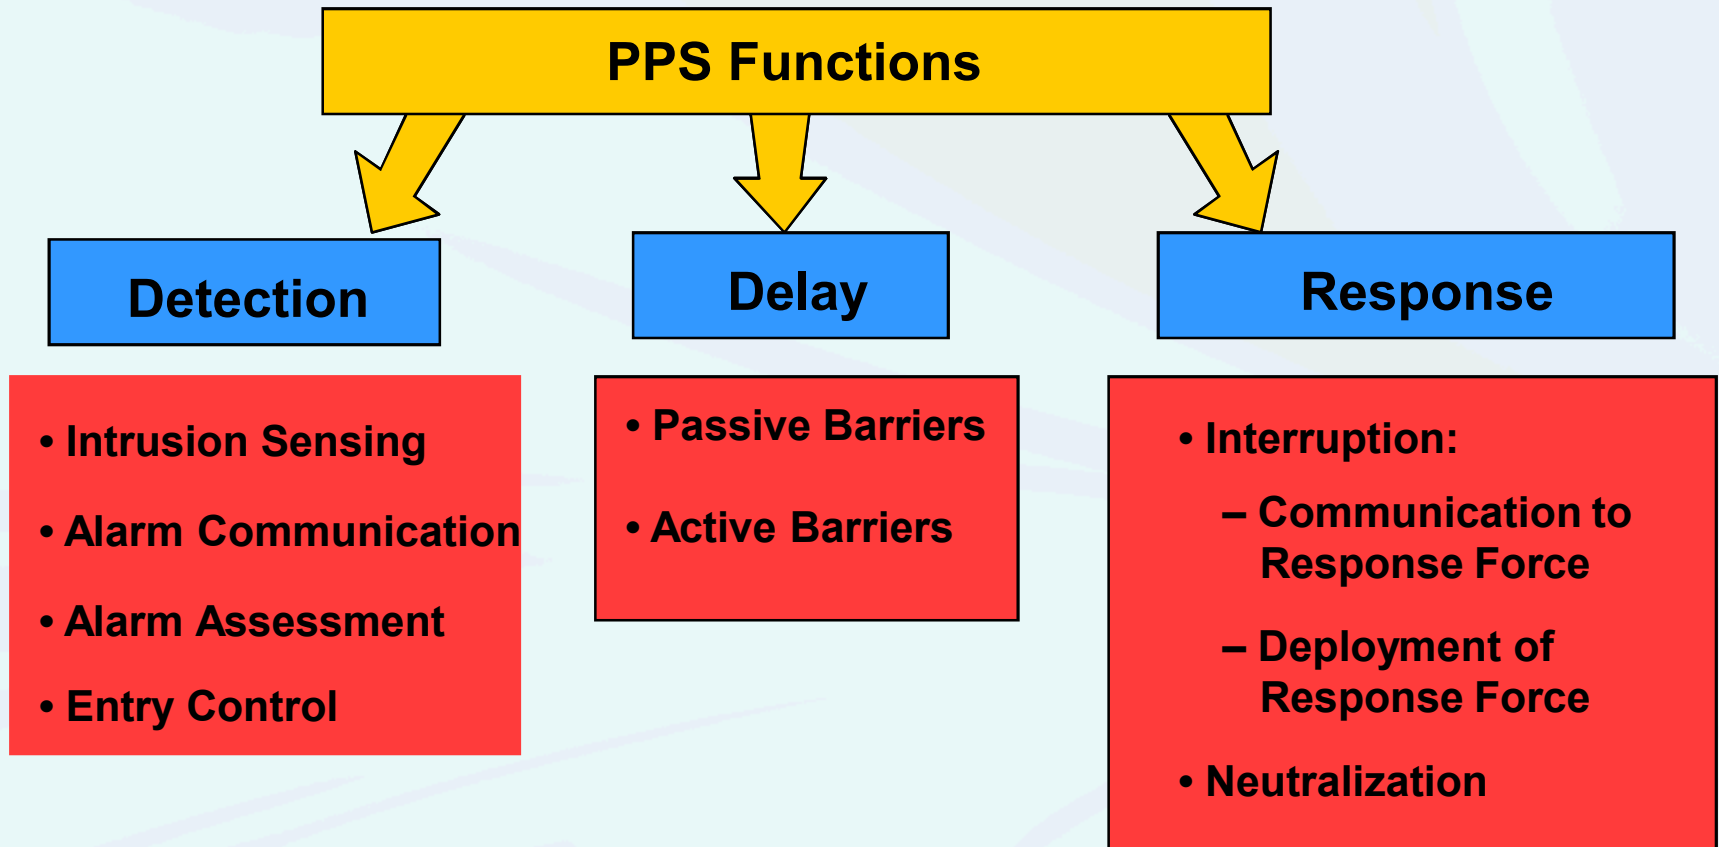 PPS Functions
Detection
• Intrusion Sensing
• Alarm Communication
• Alarm Assessment
• Entry Control
Delay
• Passive Barriers
• Active Barriers
Response
• Interruption:
– Communication to
Response Force
– Deployment of
Response Force
• Neutralization